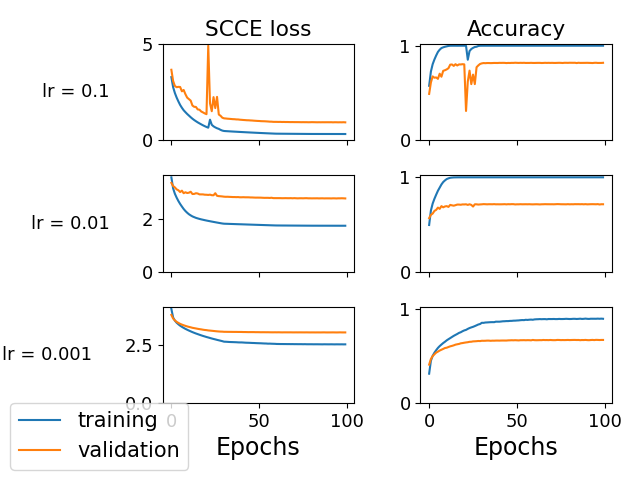 SCCE loss Accuracy
5 1
lr = 0.1
0 0
1
2
lr = 0.01
0 0
1
2.5
lr = 0.001
0.0 0
0 50 100 0 50 100
training
Epochs Epochs
validation